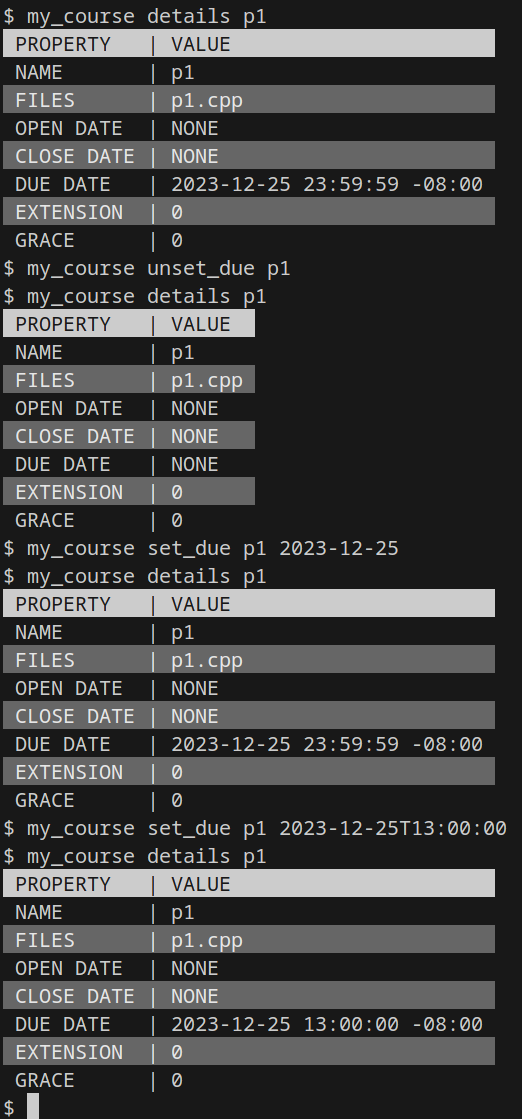 $ my_course details p1
PROPERTY | VALUE
NAME | p1
FILES | p1.cpp
OPEN DATE | NONE
CLOSE DATE | NONE
DUE DATE | 2023-12-25 23:59:59 -08:00
EXTENSION | 0
GRACE | 0
$ my_course unset_due p1
$ my_course details p1
PROPERTY | VALUE
NAME | p1
FILES | p1.cpp
OPEN DATE | NONE
CLOSE DATE | NONE
DUE DATE | NONE
EXTENSION | 0
GRACE | 0
$ my_course set_due p1 2023-12-25
$ my_course details p1
PROPERTY | VALUE
NAME | p1
FILES | p1.cpp
OPEN DATE | NONE
CLOSE DATE | NONE
DUE DATE | 2023-12-25 23:59:59 -08:00
EXTENSION | 0
GRACE | 0
$ my_course set_due p1 2023-12-25T13:00:00
$ my_course details p1
PROPERTY | VALUE
NAME | p1
FILES | p1.cpp
OPEN DATE | NONE
CLOSE DATE | NONE
DUE DATE | 2023-12-25 13:00:00 -08:00
EXTENSION | 0
GRACE | 0
$